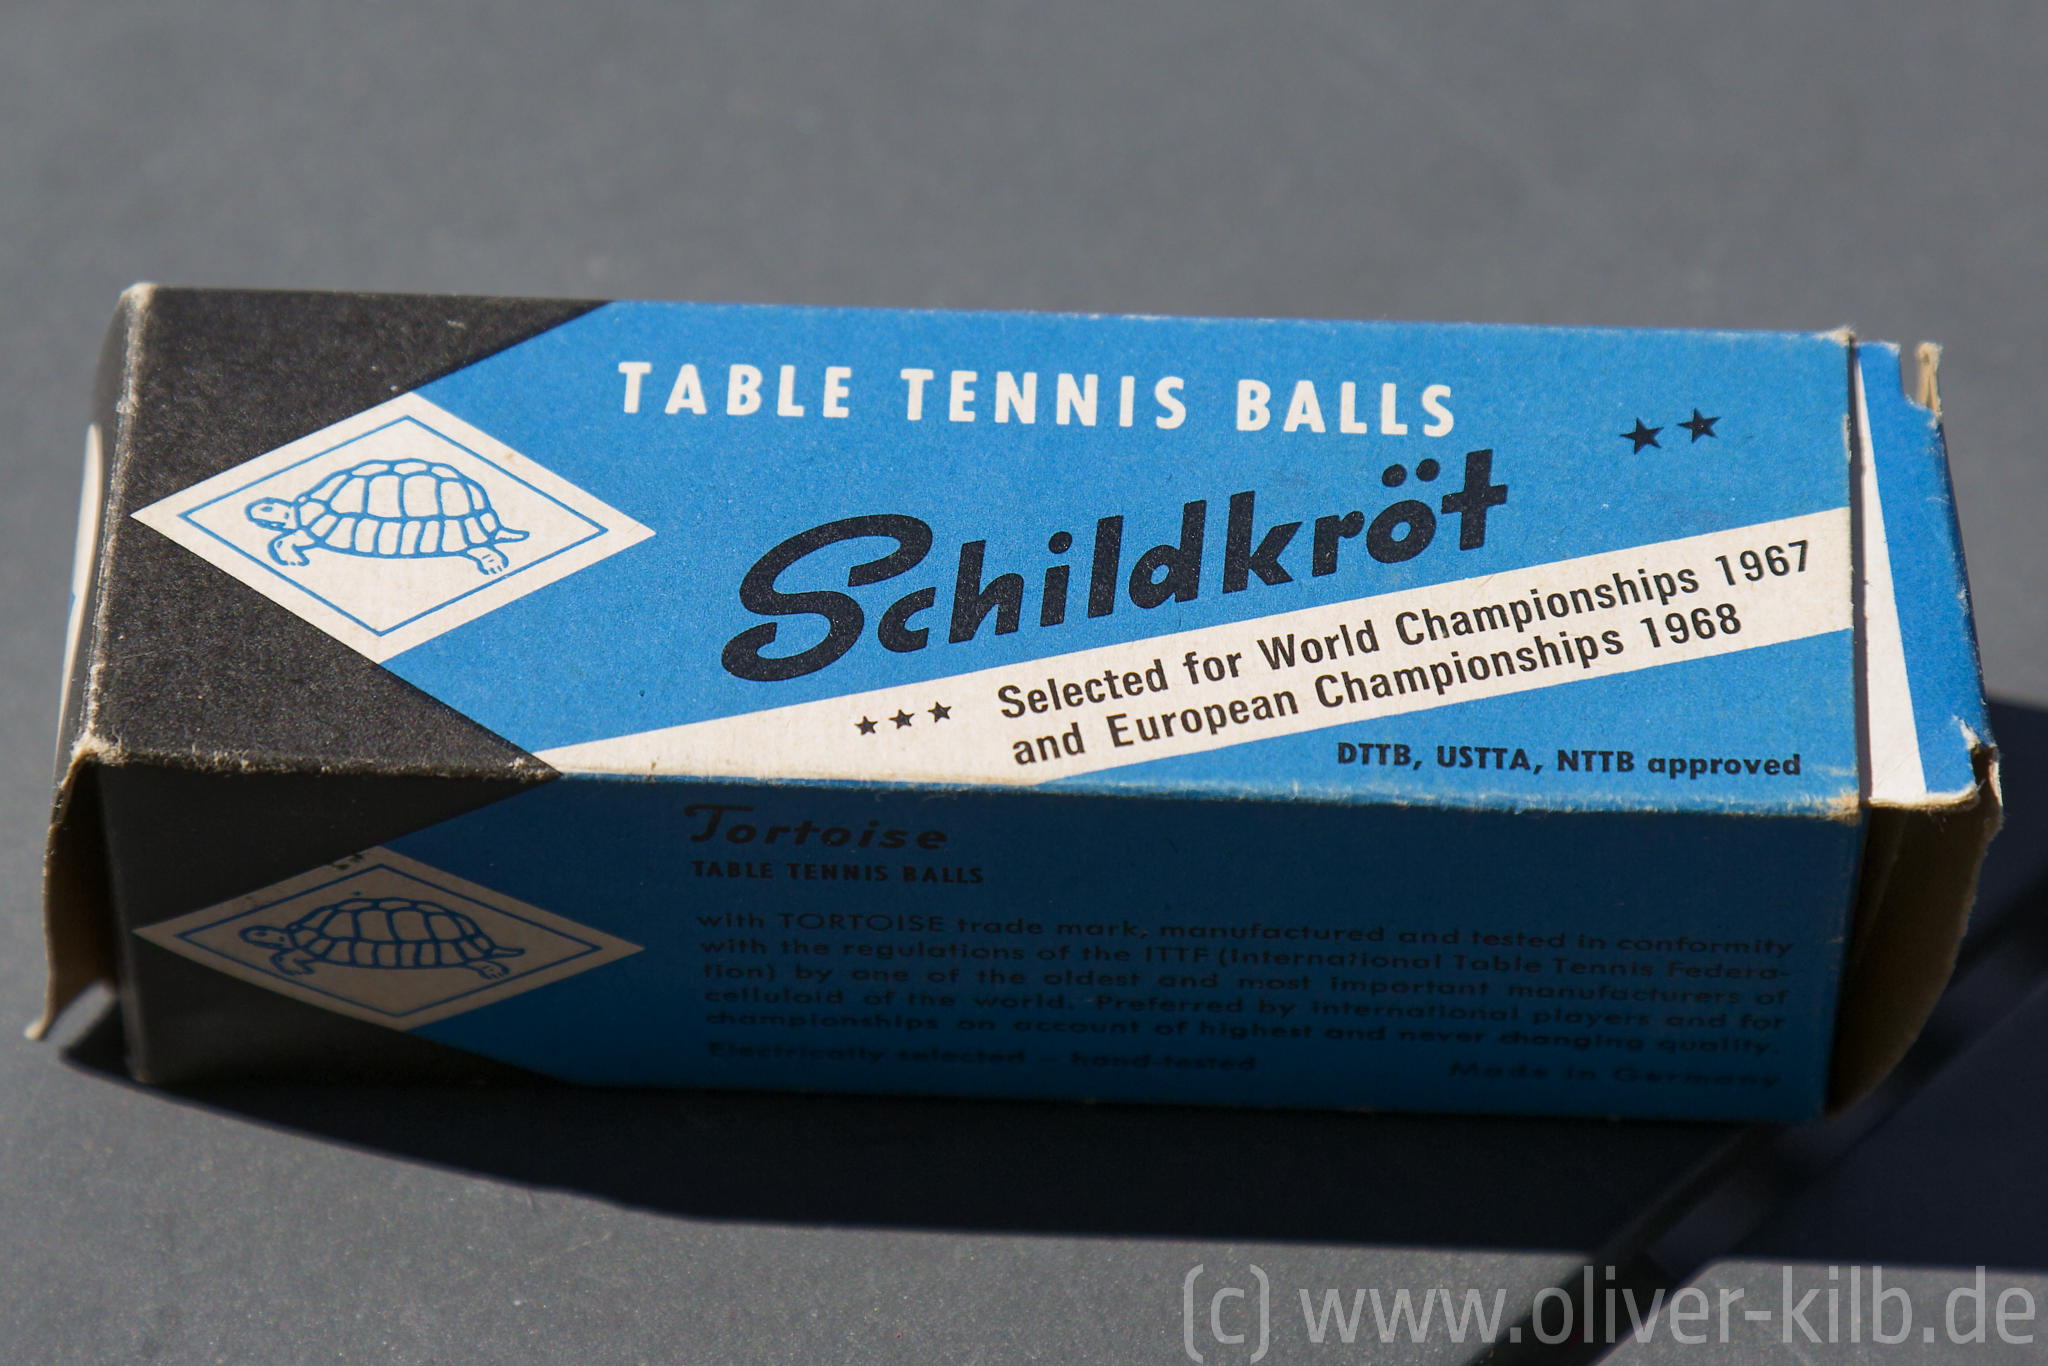 TABLE TENNIS BALLS
★★
Schildkröt
★★★ Selected for World Championships 1967
and European Championships 1968
DTTB, USTTA, NTTB approved
Tortoise
TABLE TENNIS BALLS
with TORTOISE trade mark, manufactured and tested in conformity
with the regulations of the ITTF (International Table Tennis Federa-
tion) by one of the oldest and most important manufacturers of
celluloid of the world. Preferred by international players and for
championships on account of highest and never changing quality.
Electrically selected – hand-tested Made in Germany
(c) www.oliver-kilb.de